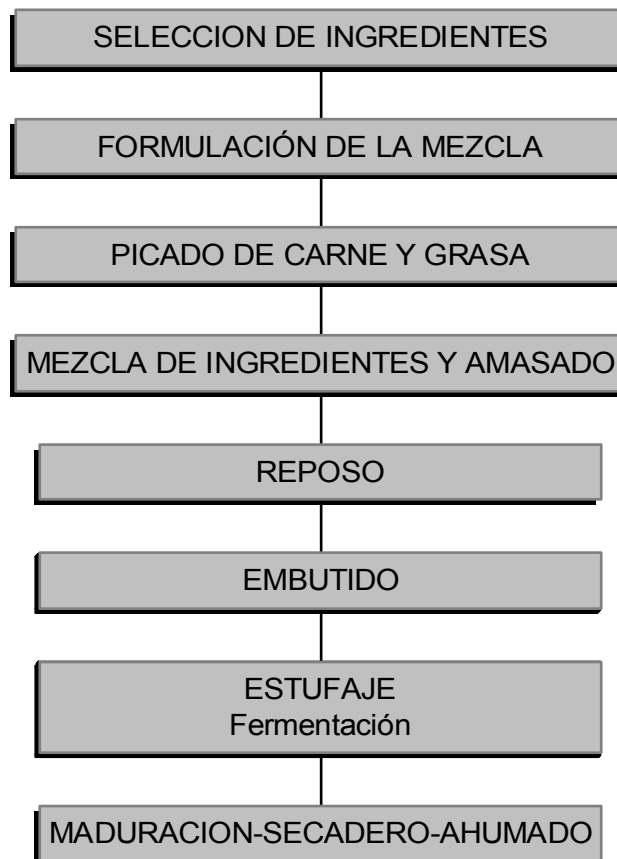 SELECCION DE INGREDIENTES
FORMULACIÓN DE LA MEZCLA
PICADO DE CARNE Y GRASA
MEZCLA DE INGREDIENTES Y AMASADO
REPOSO
EMBUTIDO
ESTUFAJE
Fermentación
MADURACION-SECADERO-AHUMADO